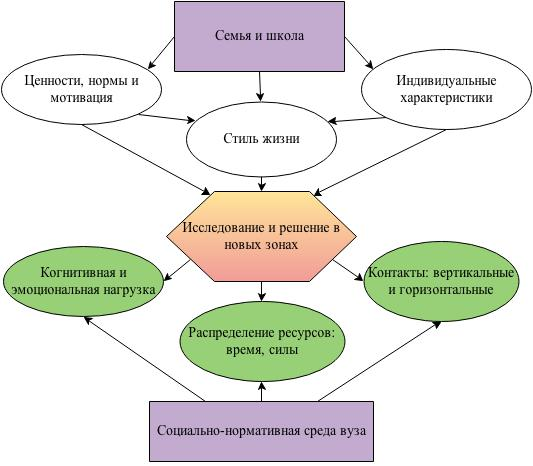 Семья и школа
Ценности, нормы и
мотивация
Индивидуальные
характеристики
Стиль жизни
Исследование и решение в
новых зонах
Когнитивная и
эмоциональная нагрузка
Контакты: вертикальные
и горизонтальные
Распределение ресурсов:
время, силы
Социально-нормативная среда вуза